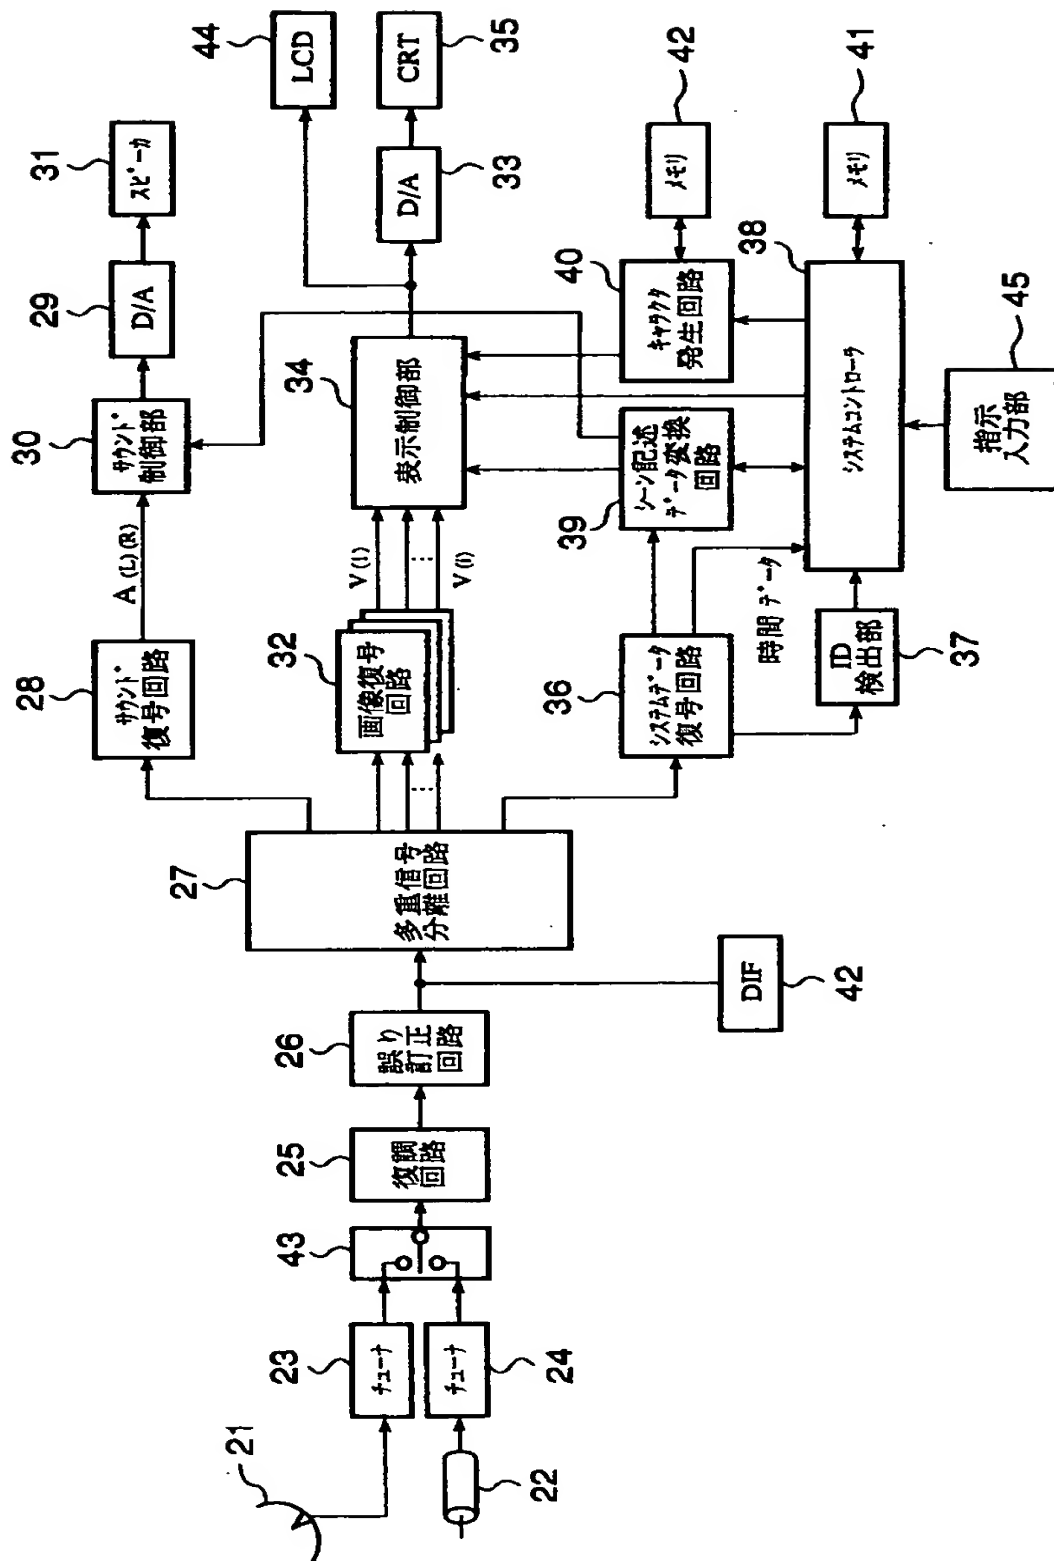 21
22
23
チューナ
24
チューナ
43
25
復調
回路
26
誤り
訂正
回路
DIF
42
27
多重信号
分離回路
28
サウンド
復号回路
A(L)(R)
30
サウンド
制御部
29
D/A
31
スピーカ
32
画像復号
回路
V(1)
V(i)
34
表示制御部
33
D/A
44
LCD
35
CRT
36
システムデータ
復号回路
時間データ
37
ID
検出部
39
シーン記述
データ変換
回路
40
キャラクタ
発生回路
42
メモリ
38
システムコントローラ
41
メモリ
45
指示
入力部